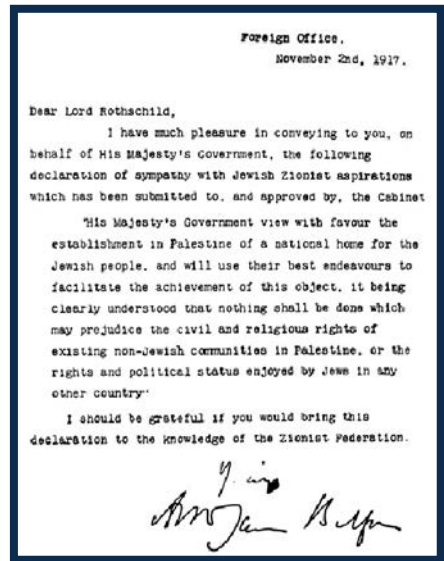 Foreign Office,
November 2nd, 1917.
Dear Lord Rothschild,
I have much pleasure in conveying to you, on
behalf of His Majesty's Government, the following
declaration of sympathy with Jewish Zionist aspirations
which has been submitted to, and approved by, the Cabinet
"His Majesty's Government view with favour the
establishment in Palestine of a national home for the
Jewish people, and will use their best endeavours to
facilitate the achievement of this object, it being
clearly understood that nothing shall be done which
may prejudice the civil and religious rights of
existing non-Jewish communities in Palestine, or the
rights and political status enjoyed by Jews in any
other country"
I should be grateful if you would bring this
declaration to the knowledge of the Zionist Federation.